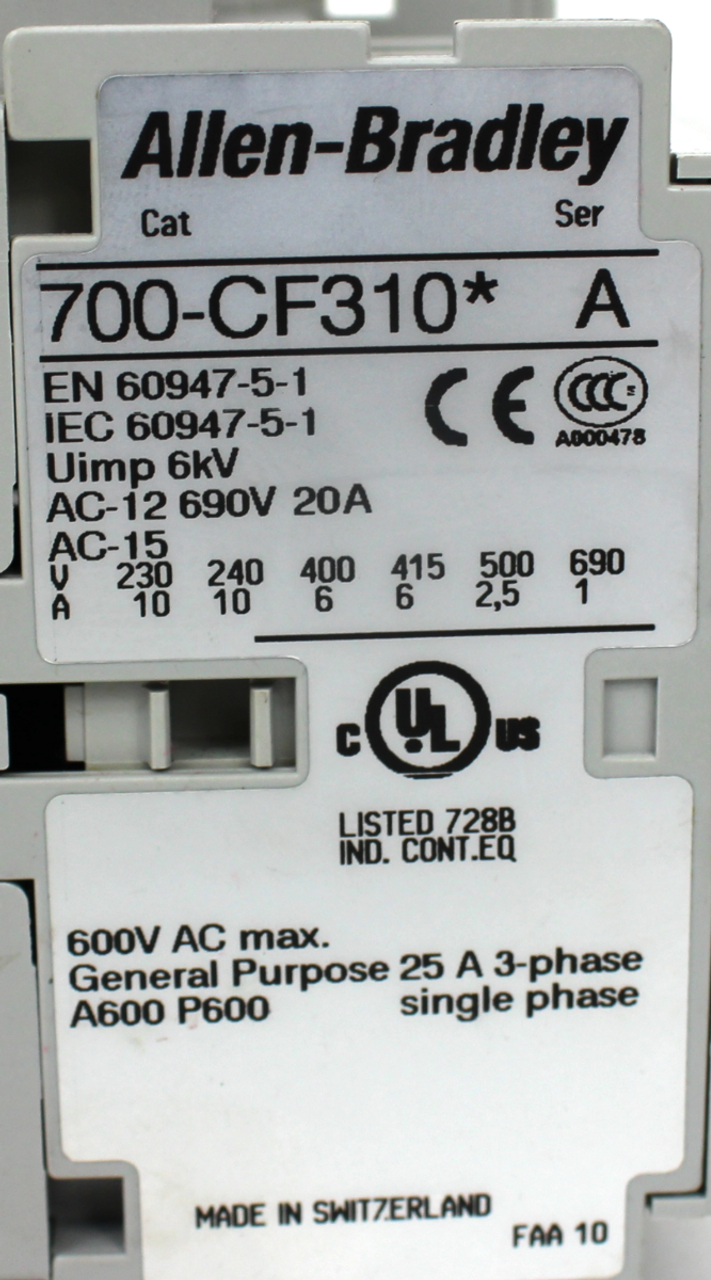 Allen-Bradley
Cat Ser
700-CF310* A
EN 60947-5-1
IEC 60947-5-1
CE CCC
A000478
Uimp 6kV
AC-12 690V 20A
AC-15
V 230 240 400 415 500 690
A 10 10 6 6 2,5 1
C UL US
LISTED 728B
IND. CONT.EQ
600V AC max.
General Purpose 25 A 3-phase
A600 P600 single phase
MADE IN SWITZERLAND
FAA 10